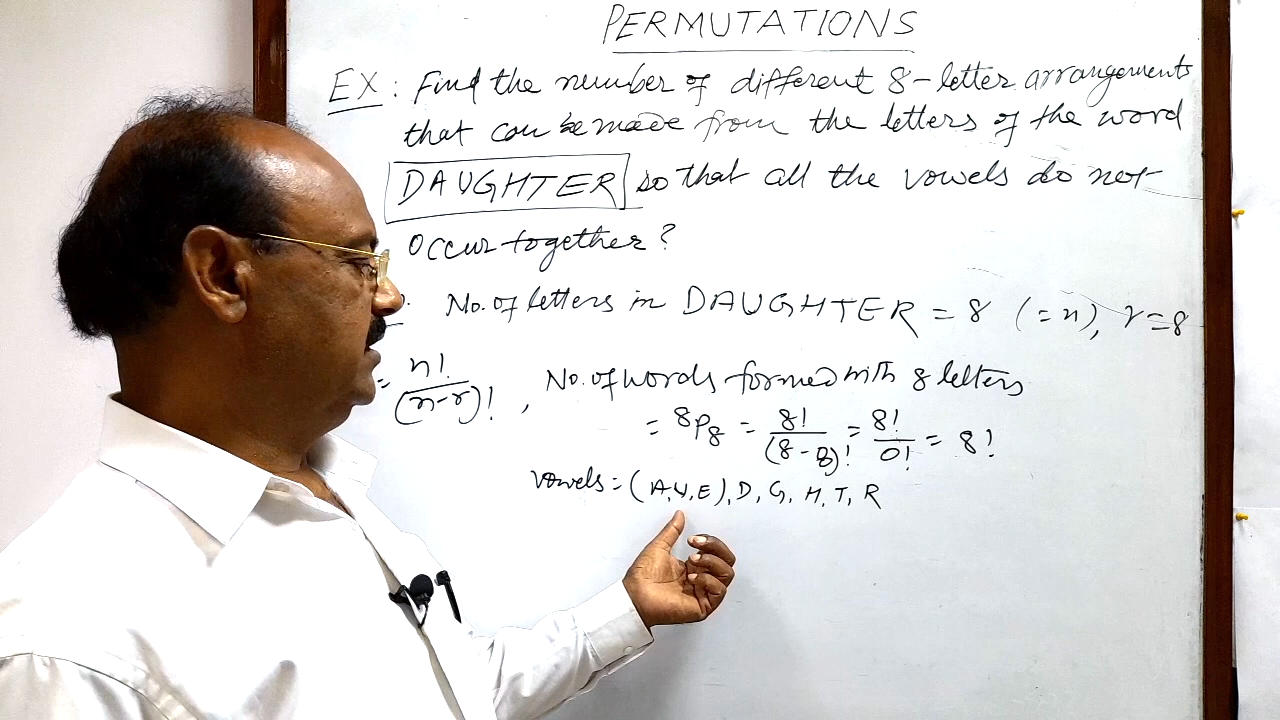 PERMUTATIONS
EX: Find the number of different 8-letter arrangements
that can be made from the letters of the word
DAUGHTER so that all the vowels do not
occur together?
No. of letters in DAUGHTER = 8 (= n), r = 8
= n!/(n-r)!, No. of words formed with 8 letters
= 8P8 = 8!/(8-8)! = 8!/0! = 8!
vowels = (A, U, E), D, G, H, T, R